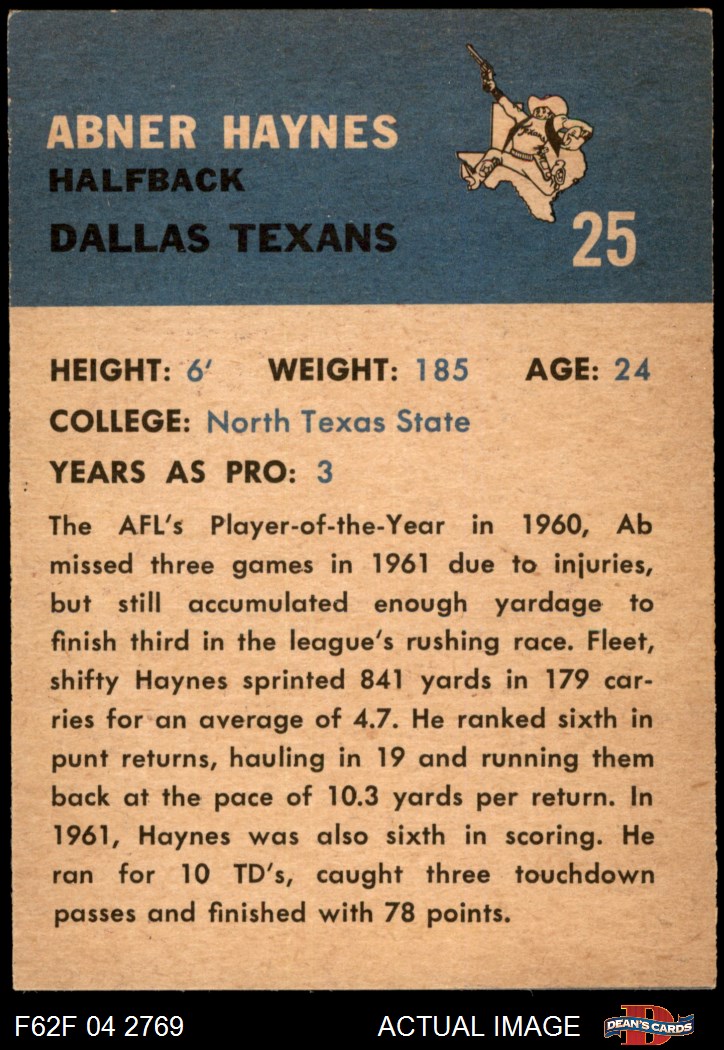 ABNER HAYNES
HALFBACK
DALLAS TEXANS
25
HEIGHT: 6' WEIGHT: 185 AGE: 24
COLLEGE: North Texas State
YEARS AS PRO: 3
The AFL's Player-of-the-Year in 1960, Ab
missed three games in 1961 due to injuries,
but still accumulated enough yardage to
finish third in the league's rushing race. Fleet,
shifty Haynes sprinted 841 yards in 179 car-
ries for an average of 4.7. He ranked sixth in
punt returns, hauling in 19 and running them
back at the pace of 10.3 yards per return. In
1961, Haynes was also sixth in scoring. He
ran for 10 TD's, caught three touchdown
passes and finished with 78 points.
F62F 04 2769 ACTUAL IMAGE
D
DEAN'S CARDS